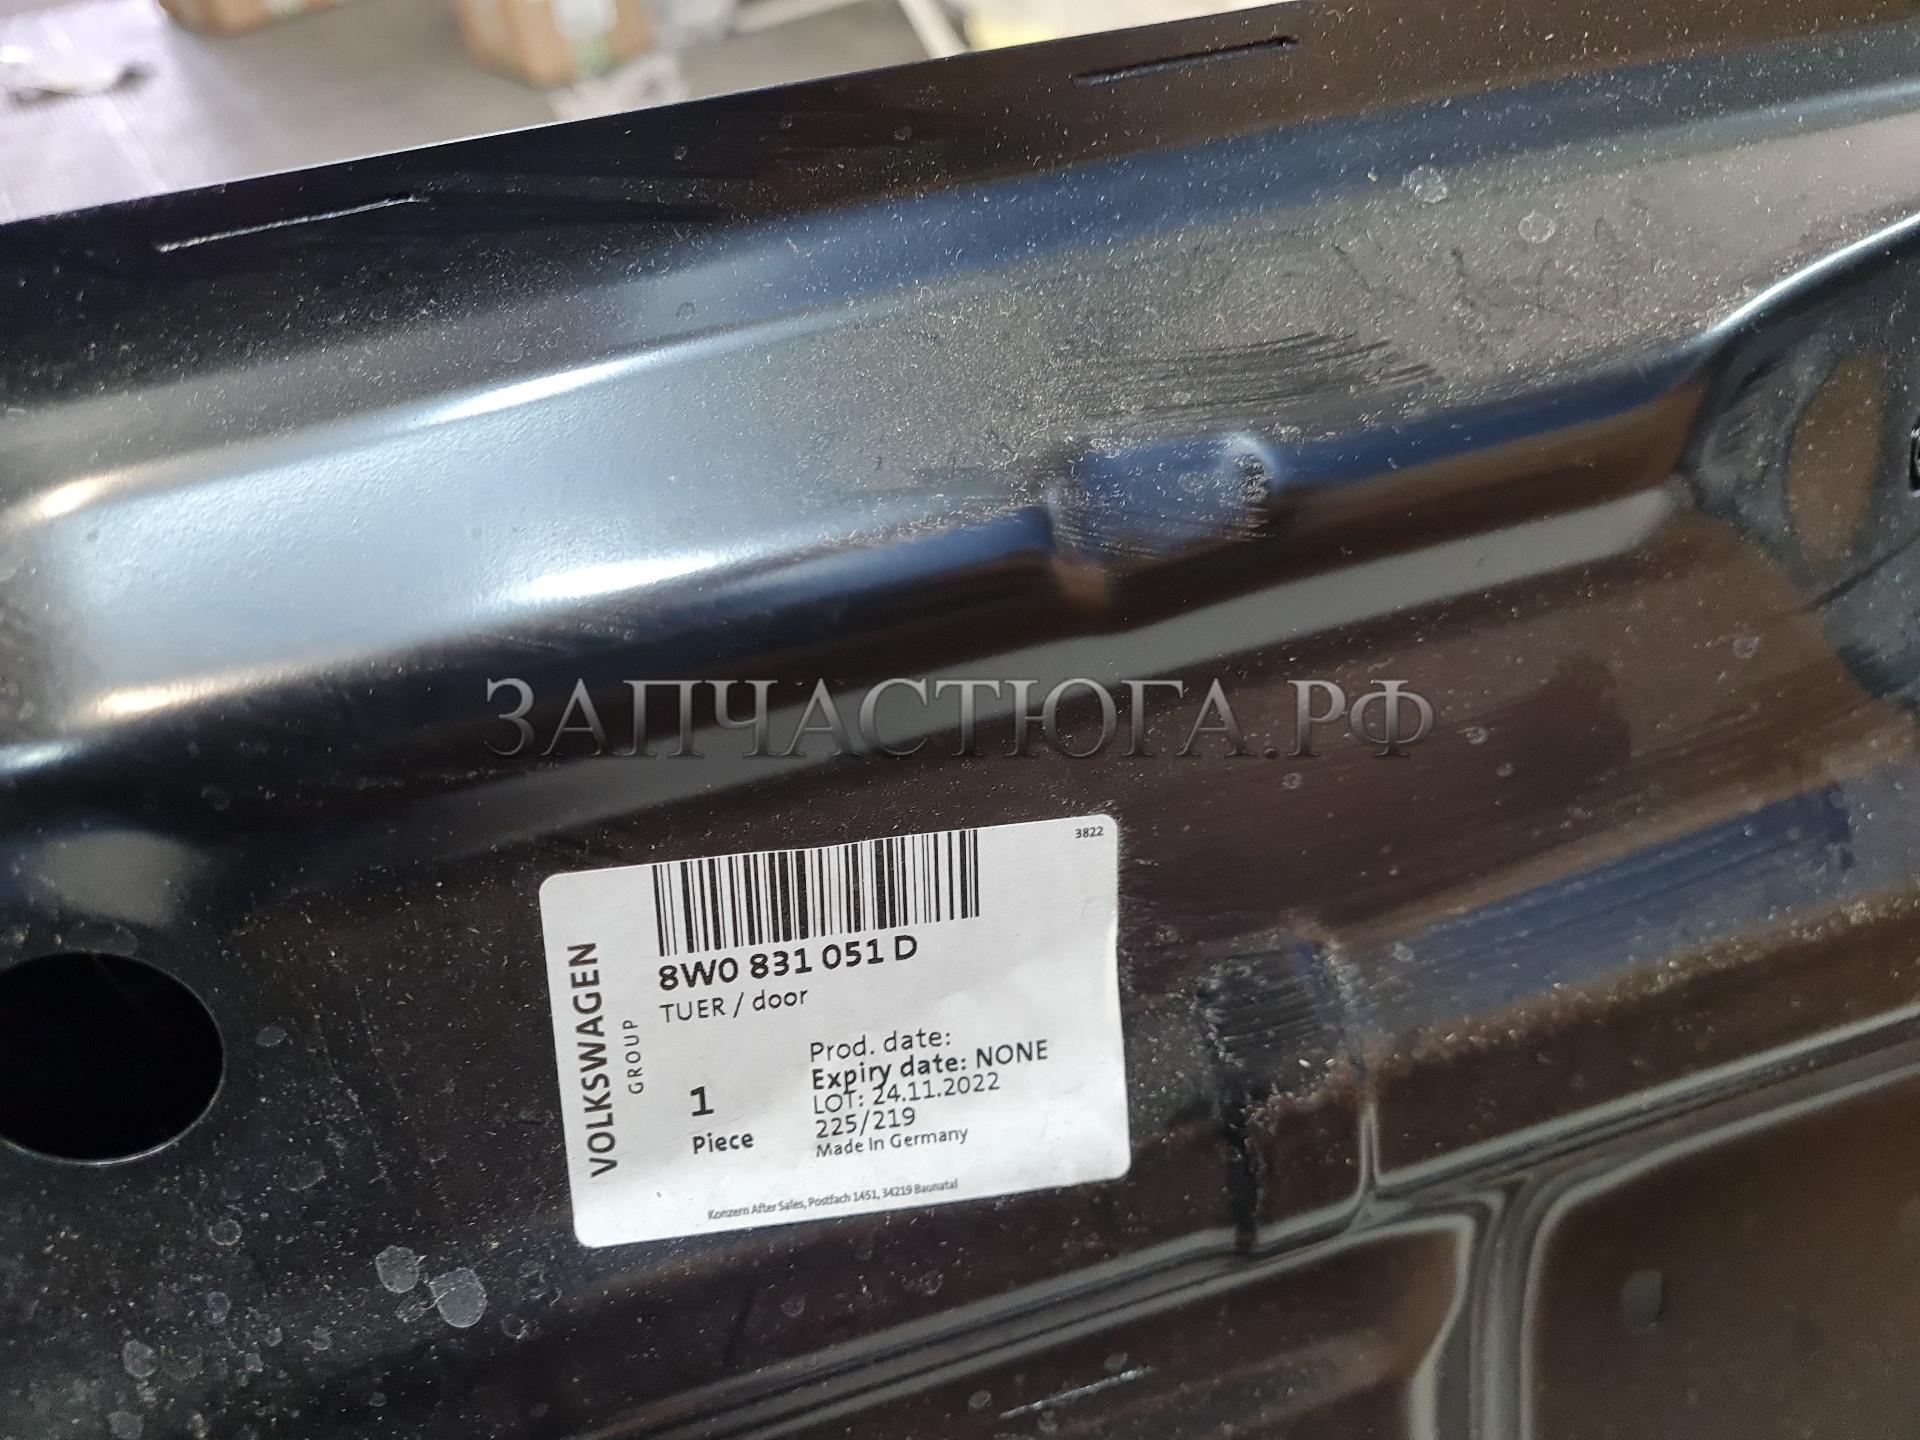 ЗАПЧАСТЮГА.РФ
3822
VOLKSWAGEN
GROUP
8W0 831 051 D
TUER / door
1
Piece
Prod. date:
Expiry date: NONE
LOT: 24.11.2022
225/219
Made In Germany
Konzern After Sales, Postfach 1451, 34219 Baunatal